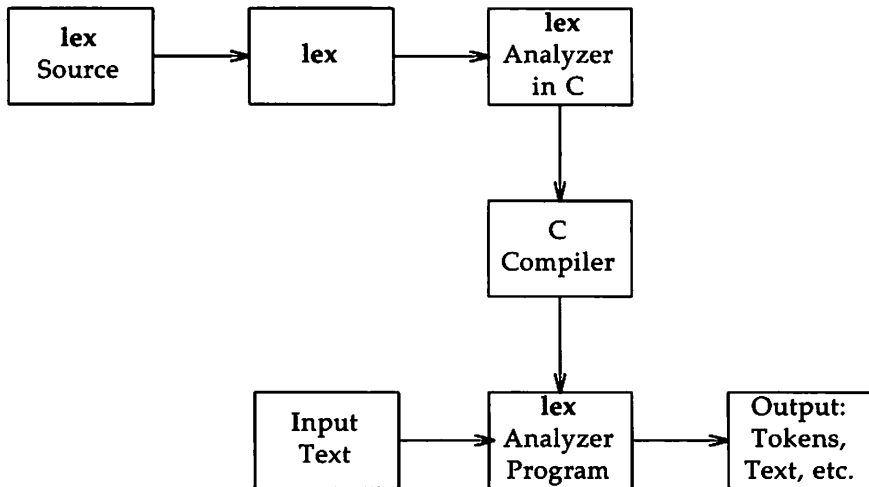 lex
Source
lex
lex
Analyzer
in C
C
Compiler
Input
Text
lex
Analyzer
Program
Output:
Tokens,
Text, etc.